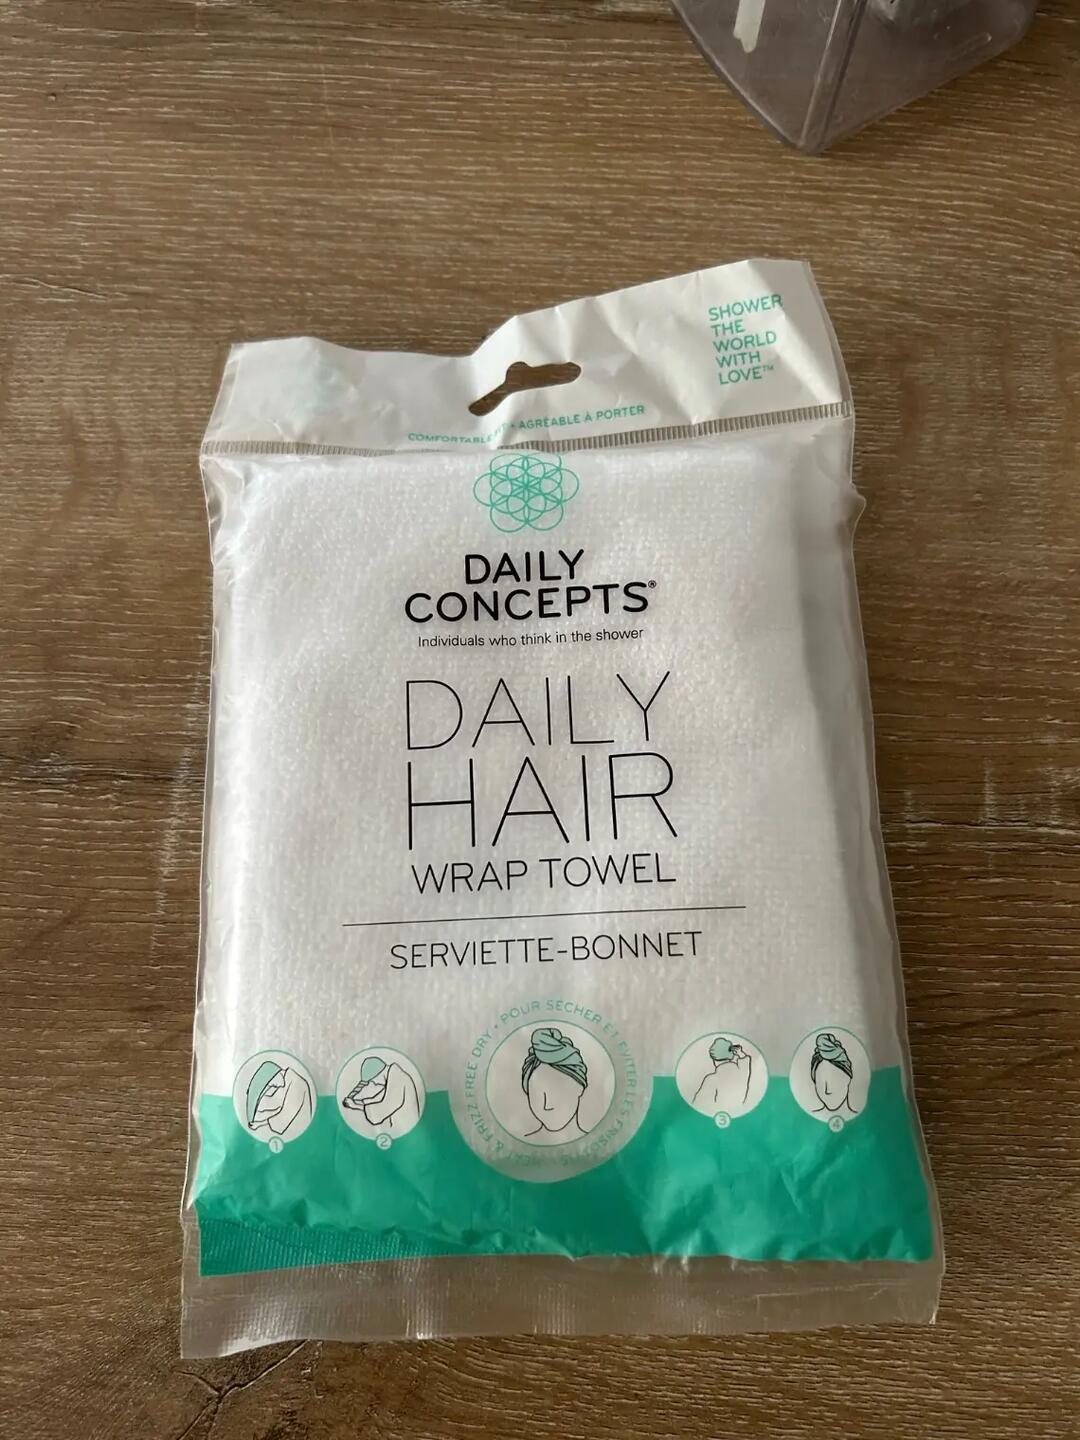 SHOWER
THE
WORLD
WITH
LOVE™
COMFORTABLE • AGRÉABLE À PORTER
DAILY
CONCEPTS®
Individuals who think in the shower
DAILY
HAIR
WRAP TOWEL
SERVIETTE-BONNET
HEAT & FRIZZ FREE DRY • POUR SECHER ET EVITER LES FRISOTTIS •
1
2
3
4